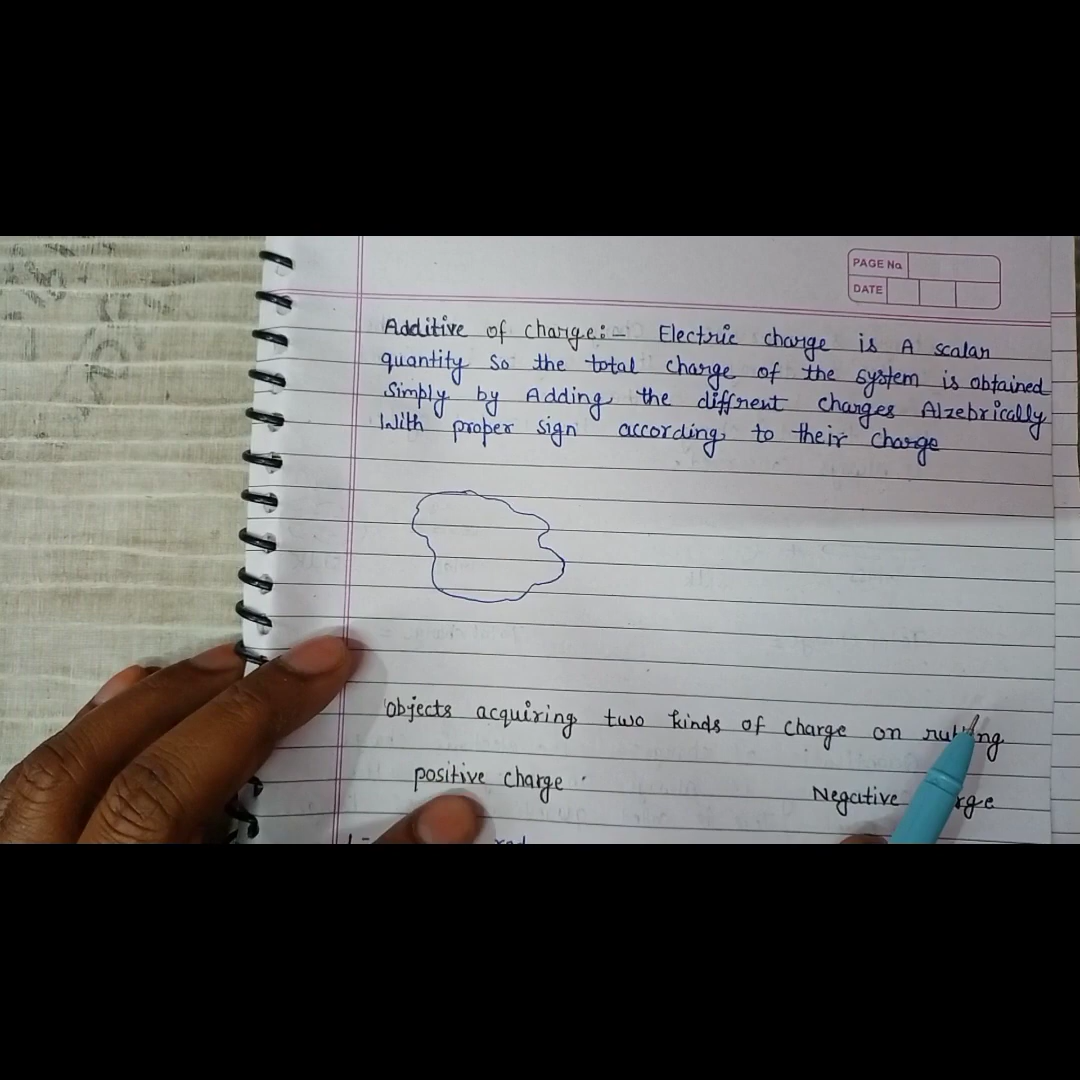 PAGE No
DATE
Additive of charge:- Electric charge is A scalar
quantity So the total charge of the system is obtained
Simply by Adding the diffrent charges Alzebrically
With proper sign according to their charge
objects acquiring two kinds of charge on
positive charge Negative